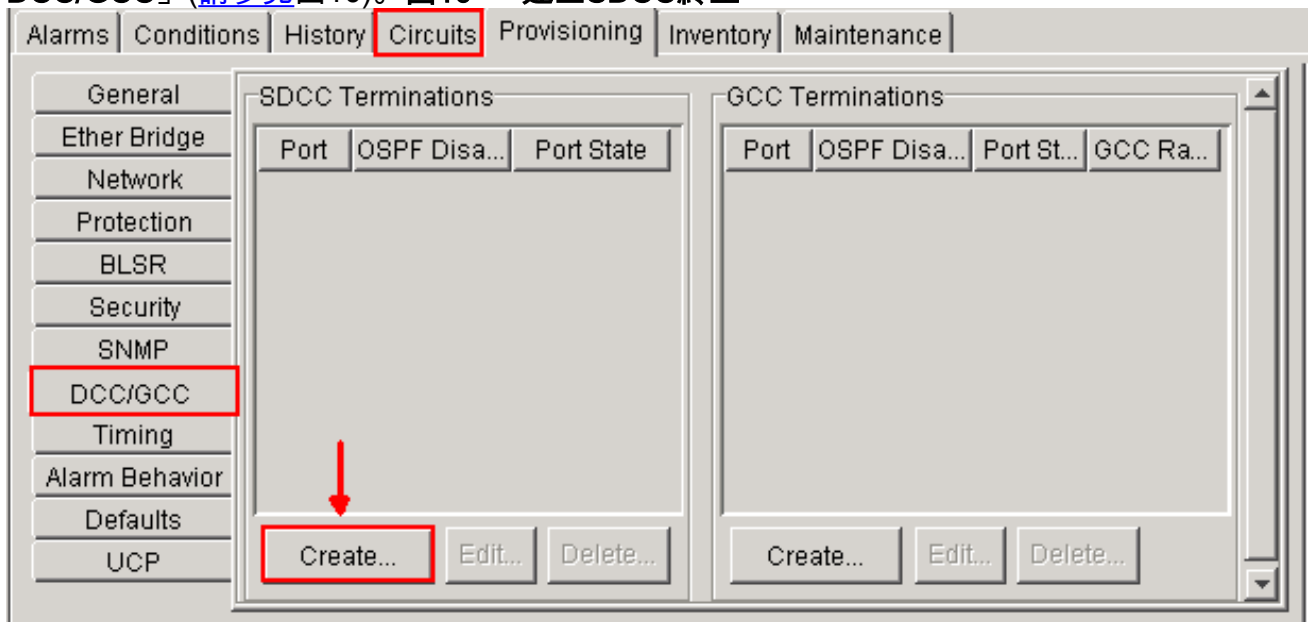 Alarms Conditions History Circuits Provisioning Inventory Maintenance
General
Ether Bridge
Network
Protection
BLSR
Security
SNMP
DCC/GCC
Timing
Alarm Behavior
Defaults
UCP
SDCC Terminations
Port OSPF Disa... Port State
Create... Edit... Delete...
GCC Terminations
Port OSPF Disa... Port St... GCC Ra...
Create... Edit... Delete...